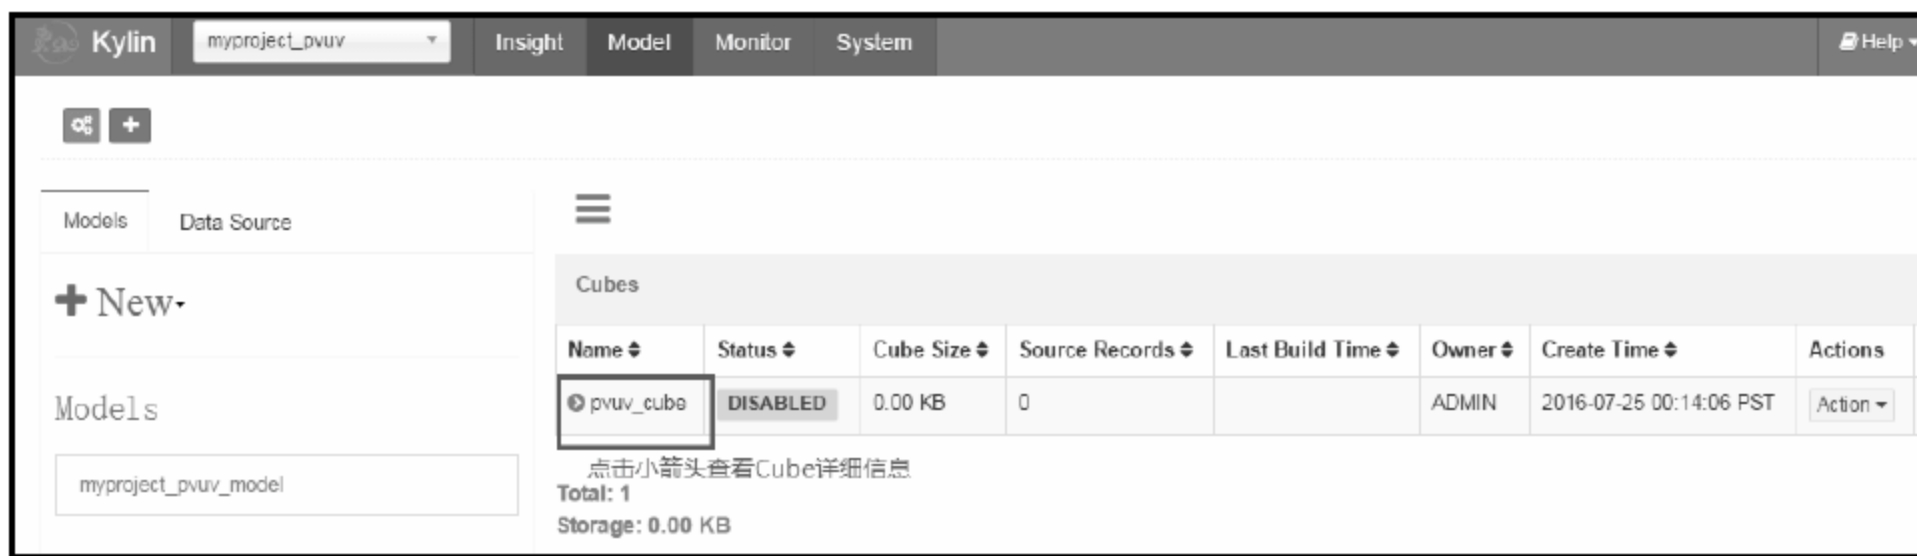 Kylin myproject_pvuv Insight Model Monitor System Help
Models Data Source
New
Models
myproject_pvuv_model
Cubes
Name Status Cube Size Source Records Last Build Time Owner Create Time Actions
pvuv_cube DISABLED 0.00 KB 0 ADMIN 2016-07-25 00:14:06 PST Action
点击小箭头查看Cube详细信息
Total: 1
Storage: 0.00 KB